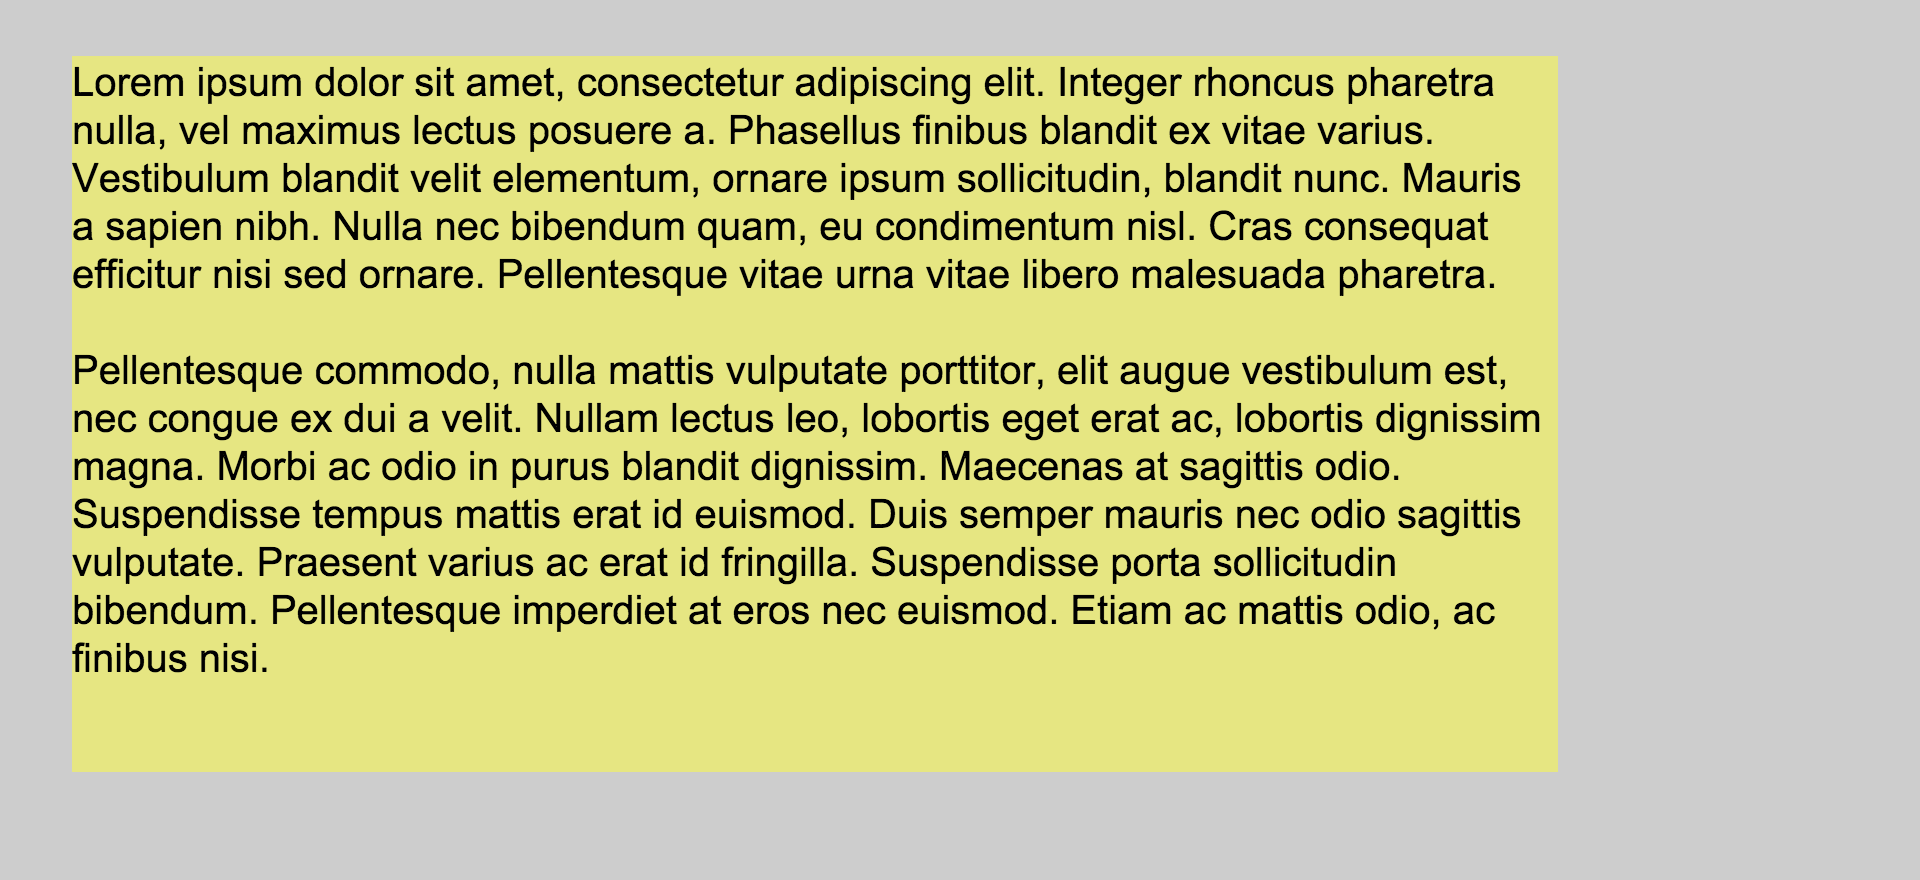 Lorem ipsum dolor sit amet, consectetur adipiscing elit. Integer rhoncus pharetra
nulla, vel maximus lectus posuere a. Phasellus finibus blandit ex vitae varius.
Vestibulum blandit velit elementum, ornare ipsum sollicitudin, blandit nunc. Mauris
a sapien nibh. Nulla nec bibendum quam, eu condimentum nisl. Cras consequat
efficitur nisi sed ornare. Pellentesque vitae urna vitae libero malesuada pharetra.

Pellentesque commodo, nulla mattis vulputate porttitor, elit augue vestibulum est,
nec congue ex dui a velit. Nullam lectus leo, lobortis eget erat ac, lobortis dignissim
magna. Morbi ac odio in purus blandit dignissim. Maecenas at sagittis odio.
Suspendisse tempus mattis erat id euismod. Duis semper mauris nec odio sagittis
vulputate. Praesent varius ac erat id fringilla. Suspendisse porta sollicitudin
bibendum. Pellentesque imperdiet at eros nec euismod. Etiam ac mattis odio, ac
finibus nisi.